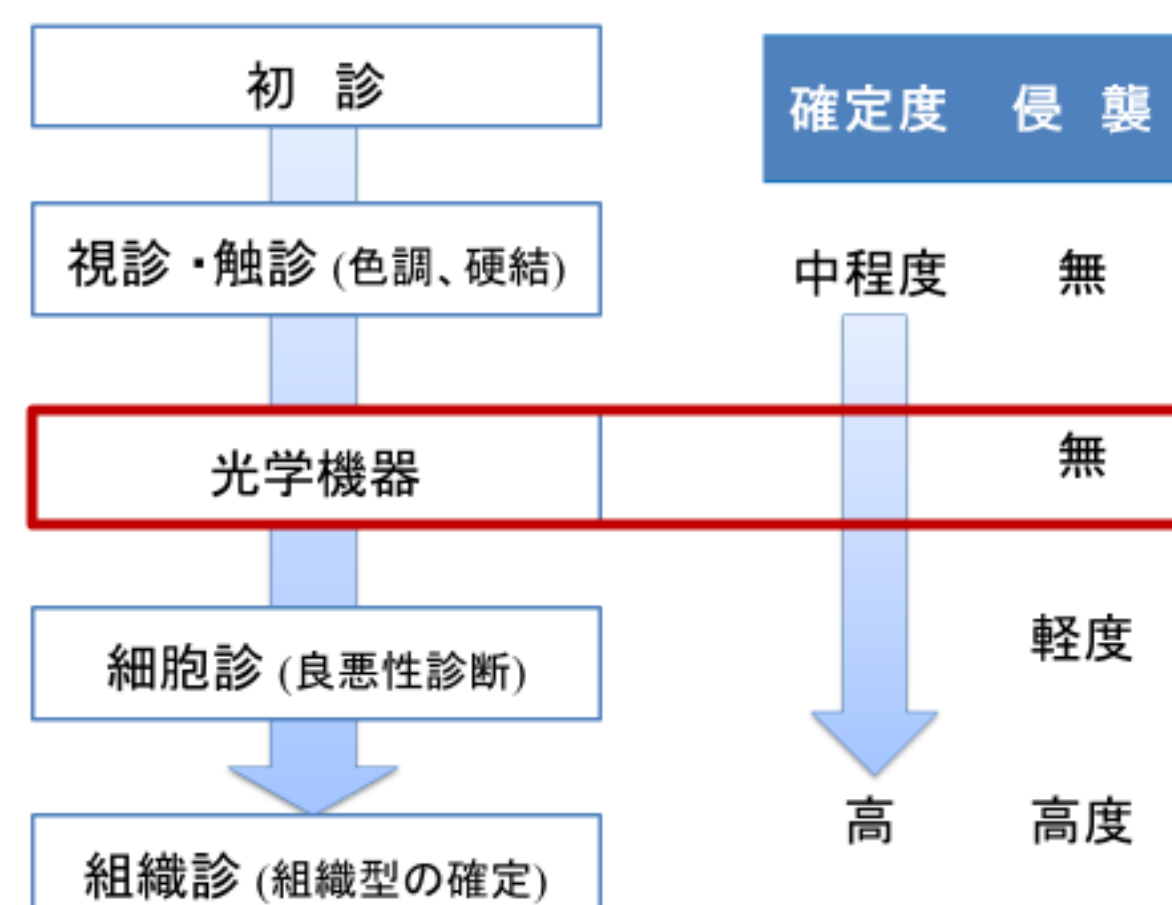 初 診
確定度 侵 襲
視診・触診 (色調、硬結)
中程度 無
光学機器
無
細胞診 (良悪性診断)
軽度
高 高度
組織診 (組織型の確定)